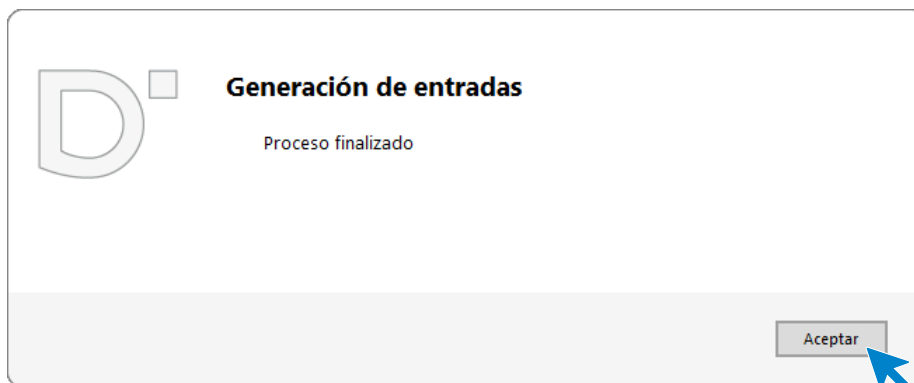 Generación de entradas
Proceso finalizado
Aceptar